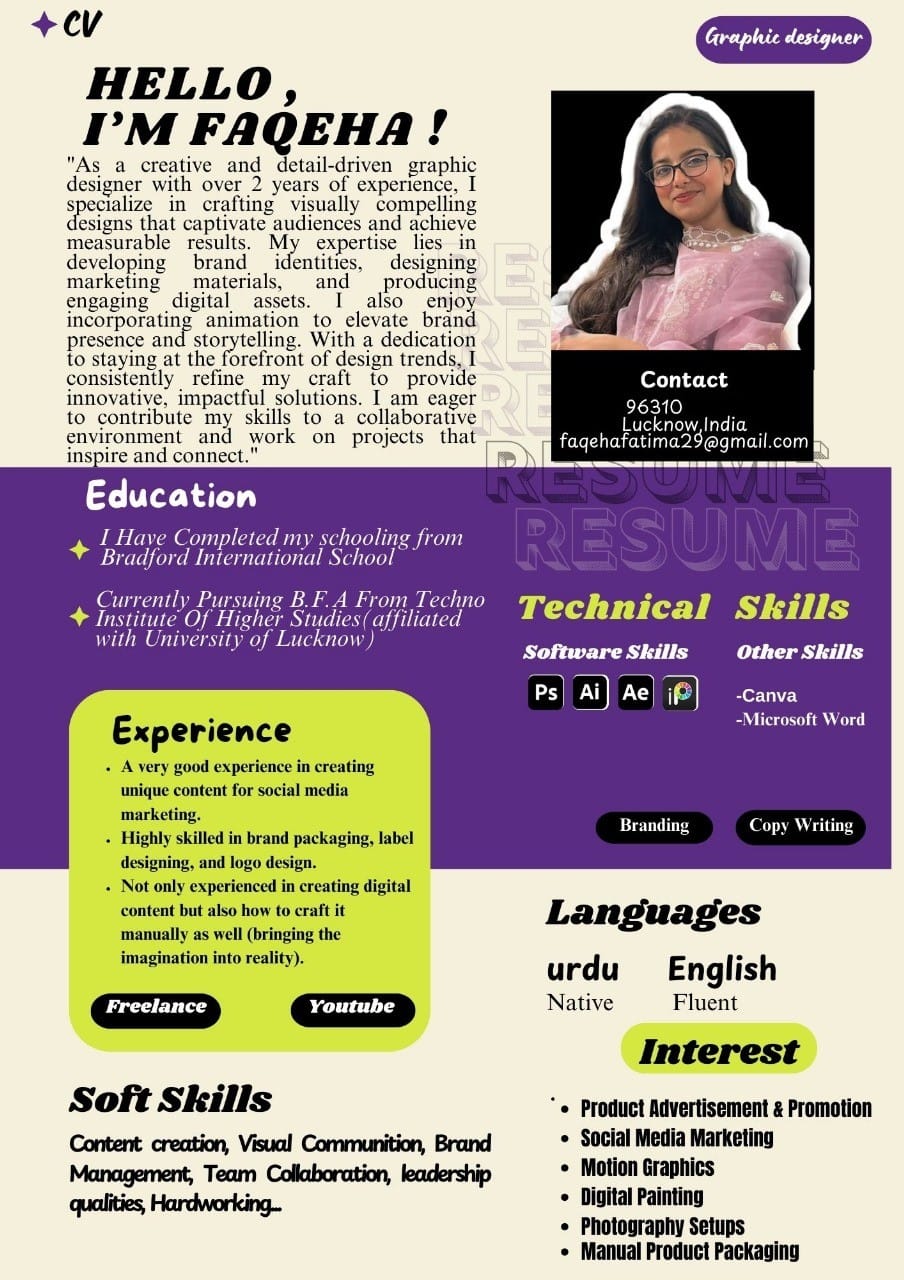 CV
Graphic designer
HELLO ,
I'M FAQEHA !
"As a creative and detail-driven graphic
designer with over 2 years of experience, I
specialize in crafting visually compelling
designs that captivate audiences and achieve
measurable results. My expertise lies in
developing brand identities, designing
marketing materials, and producing
engaging digital assets. I also enjoy
incorporating animation to elevate brand
presence and storytelling. With a dedication
to staying at the forefront of design trends, I
consistently refine my craft to provide
innovative, impactful solutions. I am eager
to contribute my skills to a collaborative
environment and work on projects that
inspire and connect."
Contact
96310
Lucknow,India
faqehafatima29@gmail.com
RES
RE
RE
RE
RESUME
RESUME
Education
I Have Completed my schooling from
Bradford International School
Currently Pursuing B.F.A From Techno
Institute Of Higher Studies(affiliated
with University of Lucknow)
Technical Skills
Software Skills
Other Skills
Ps Ai Ae iP
-Canva
-Microsoft Word
Branding
Copy Writing
Experience
• A very good experience in creating
unique content for social media
marketing.
• Highly skilled in brand packaging, label
designing, and logo design.
• Not only experienced in creating digital
content but also how to craft it
manually as well (bringing the
imagination into reality).
Freelance
Youtube
Languages
urdu English
Native Fluent
Soft Skills
Content creation, Visual Communition, Brand
Management, Team Collaboration, leadership
qualities, Hardworking...
Interest
• Product Advertisement & Promotion
• Social Media Marketing
• Motion Graphics
• Digital Painting
• Photography Setups
• Manual Product Packaging